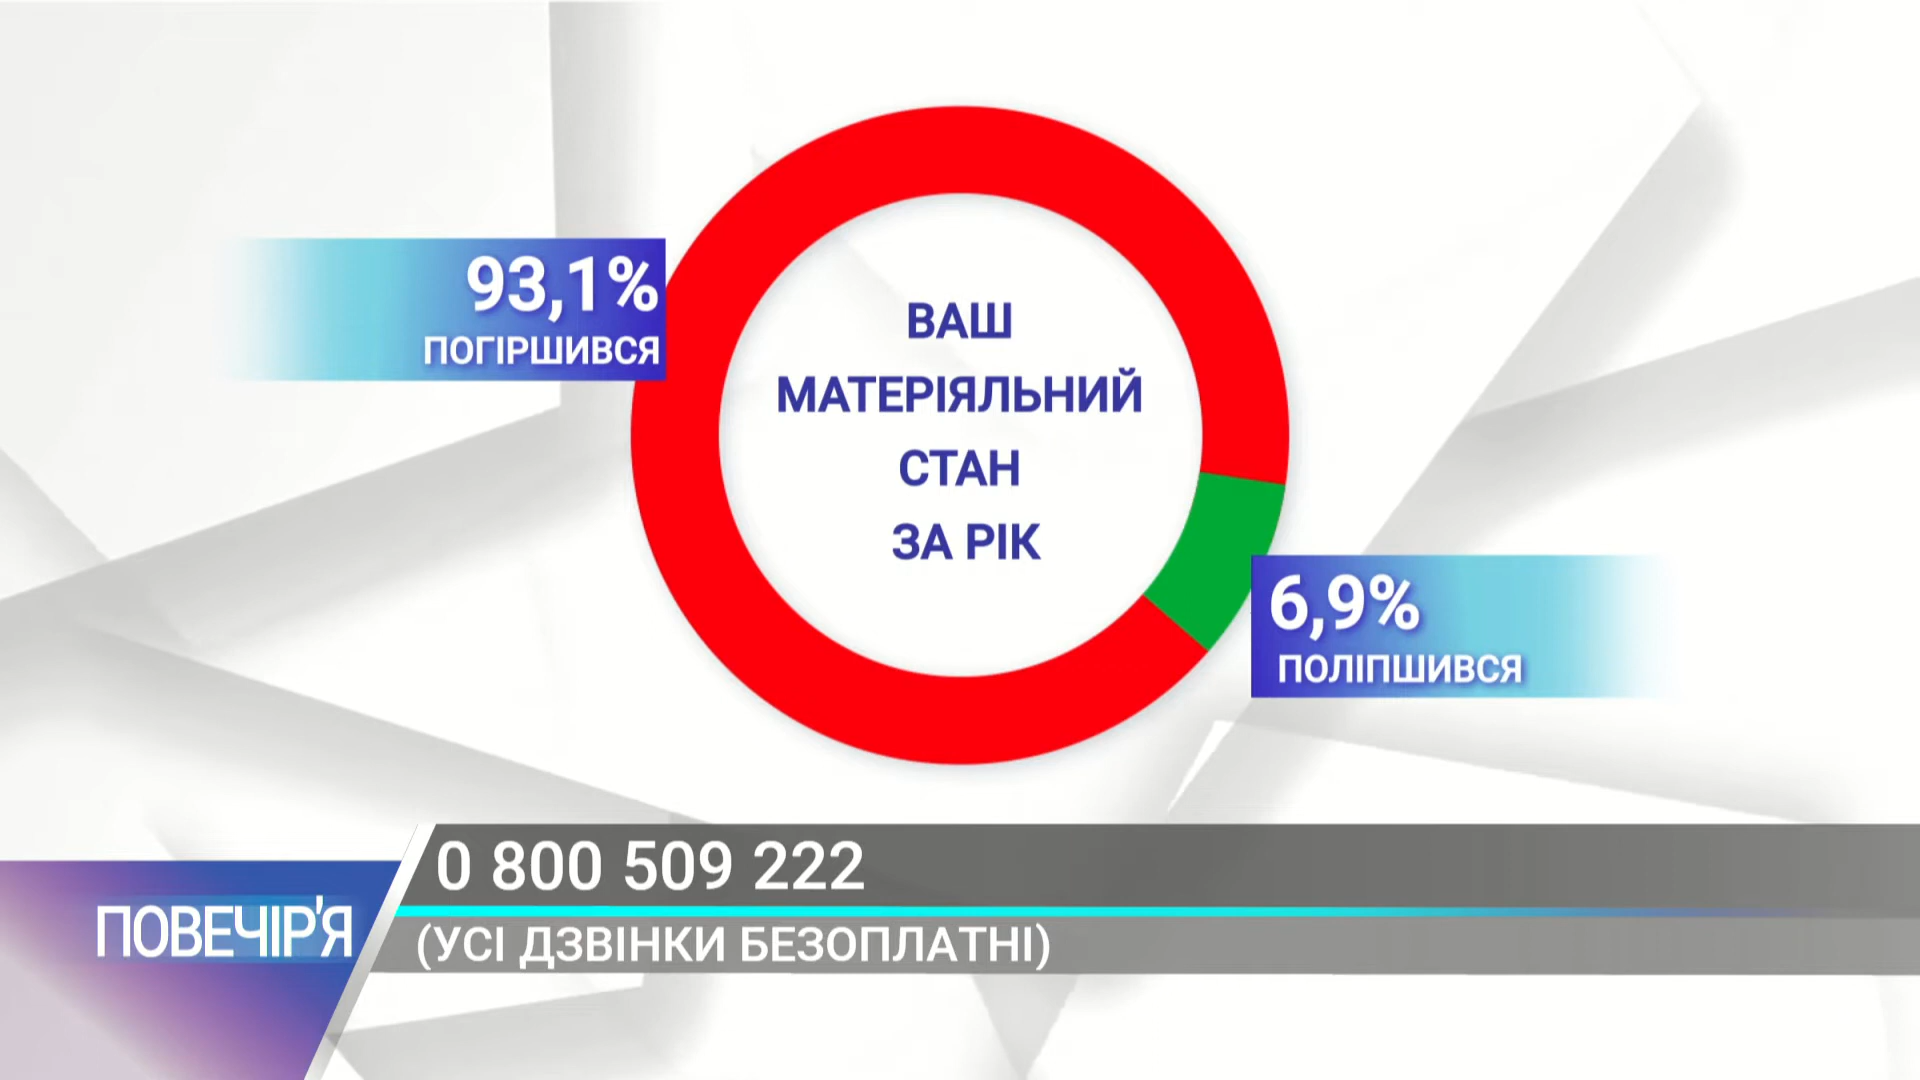 93,1%
ПОГІРШИВСЯ
ВАШ
МАТЕРІЯЛЬНИЙ
СТАН
ЗА РІК
6,9%
ПОЛІПШИВСЯ
0 800 509 222
ПОВЕЧІР'Я
(УСІ ДЗВІНКИ БЕЗОПЛАТНІ)